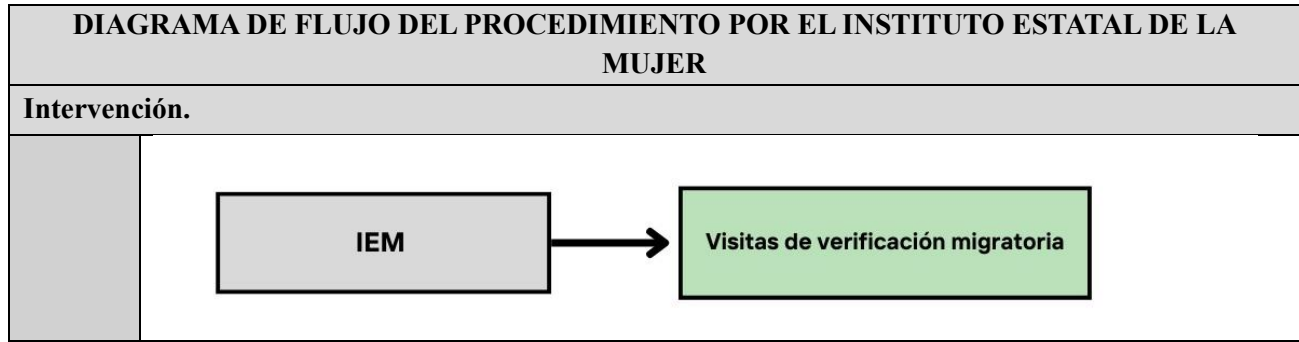 DIAGRAMA DE FLUJO DEL PROCEDIMIENTO POR EL INSTITUTO ESTATAL DE LA
MUJER
Intervención.
IEM
Visitas de verificación migratoria